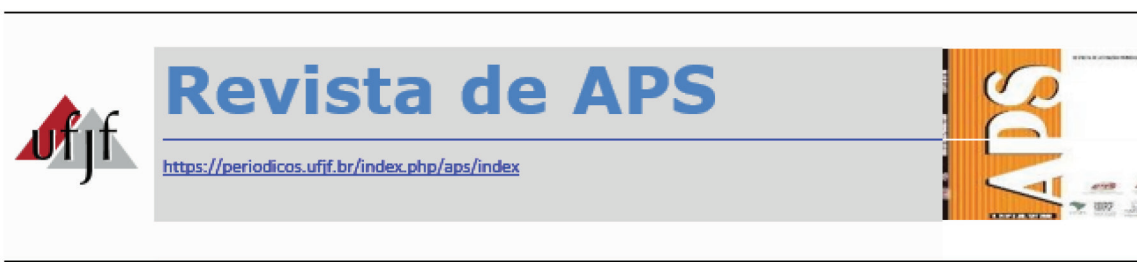 ufjf
Revista de APS
https://periodicos.ufjf.br/index.php/aps/index
APS